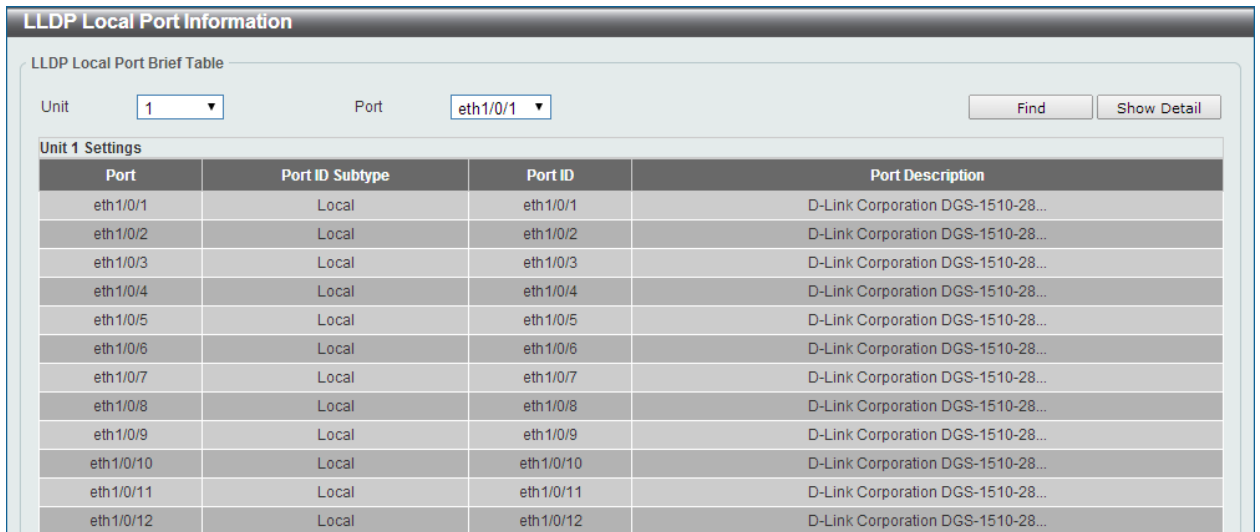 LLDP Local Port Information
LLDP Local Port Brief Table
Unit 1 Port eth1/0/1 Find Show Detail
Unit 1 Settings
Port Port ID Subtype Port ID Port Description
eth1/0/1 Local eth1/0/1 D-Link Corporation DGS-1510-28...
eth1/0/2 Local eth1/0/2 D-Link Corporation DGS-1510-28...
eth1/0/3 Local eth1/0/3 D-Link Corporation DGS-1510-28...
eth1/0/4 Local eth1/0/4 D-Link Corporation DGS-1510-28...
eth1/0/5 Local eth1/0/5 D-Link Corporation DGS-1510-28...
eth1/0/6 Local eth1/0/6 D-Link Corporation DGS-1510-28...
eth1/0/7 Local eth1/0/7 D-Link Corporation DGS-1510-28...
eth1/0/8 Local eth1/0/8 D-Link Corporation DGS-1510-28...
eth1/0/9 Local eth1/0/9 D-Link Corporation DGS-1510-28...
eth1/0/10 Local eth1/0/10 D-Link Corporation DGS-1510-28...
eth1/0/11 Local eth1/0/11 D-Link Corporation DGS-1510-28...
eth1/0/12 Local eth1/0/12 D-Link Corporation DGS-1510-28...